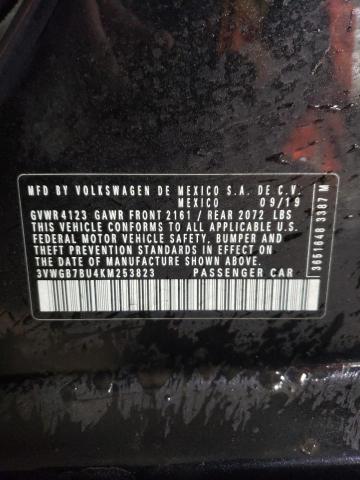 MFD BY VOLKSWAGEN DE MEXICO S.A. DE C.V.
MEXICO 09/19
GVWR 4123 GAWR FRONT 2161 / REAR 2072 LBS
THIS VEHICLE CONFORMS TO ALL APPLICABLE U.S.
FEDERAL MOTOR VEHICLE SAFETY, BUMPER AND
THEFT PREVENTION STANDARDS IN EFFECT ON THE
DATE OF MANUFACTURE SHOWN ABOVE.
3VWGB7BU4KM253823 PASSENGER CAR
3651648 3307 M